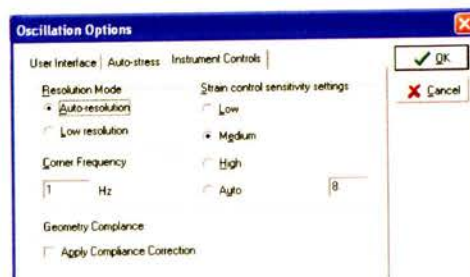 Oscillation Options
User Interface
Auto-stress
Instrument Controls
OK
Cancel
Resolution Mode
Auto-resolution
Low resolution
Corner Frequency
1 Hz
Geometry Complance
Apply Compliance Correction
Strain control sensitivity settings
Low
Medium
High
Auto
8